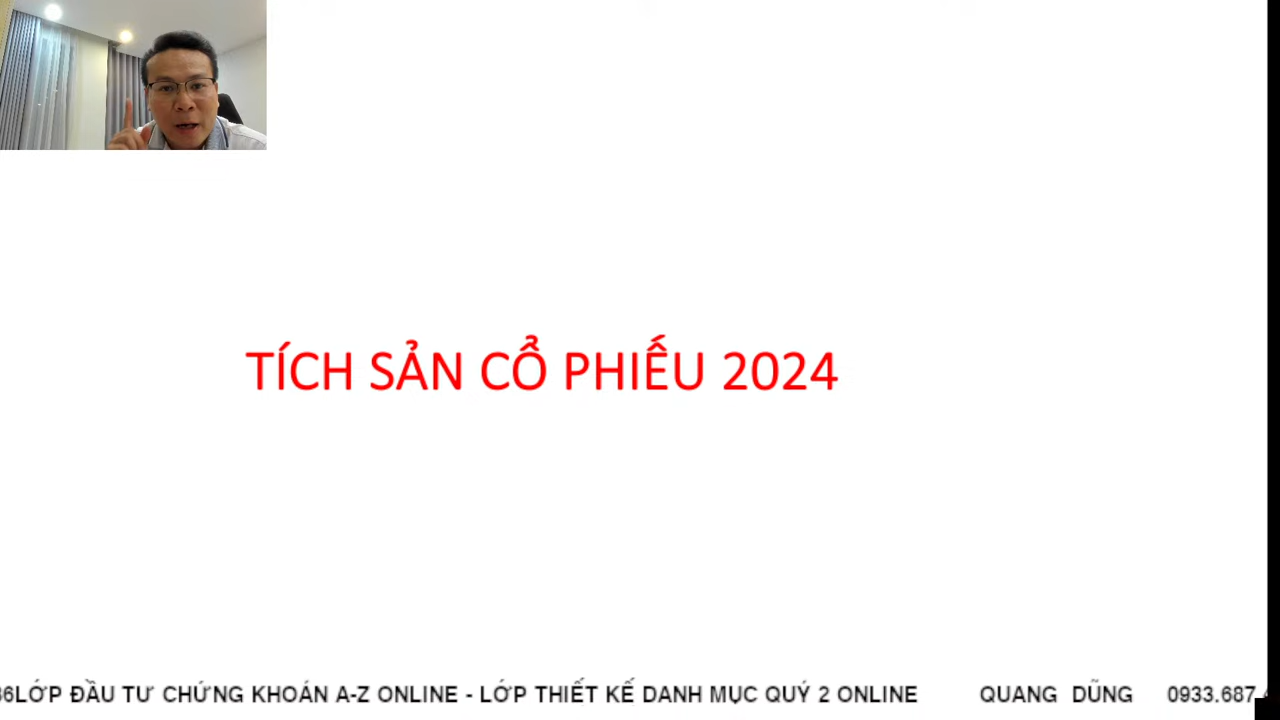 TÍCH SẢN CỔ PHIẾU 2024
LỚP ĐẦU TƯ CHỨNG KHOÁN A-Z ONLINE - LỚP THIẾT KẾ DANH MỤC QUÝ 2 ONLINE QUANG DŨNG 0933.687.